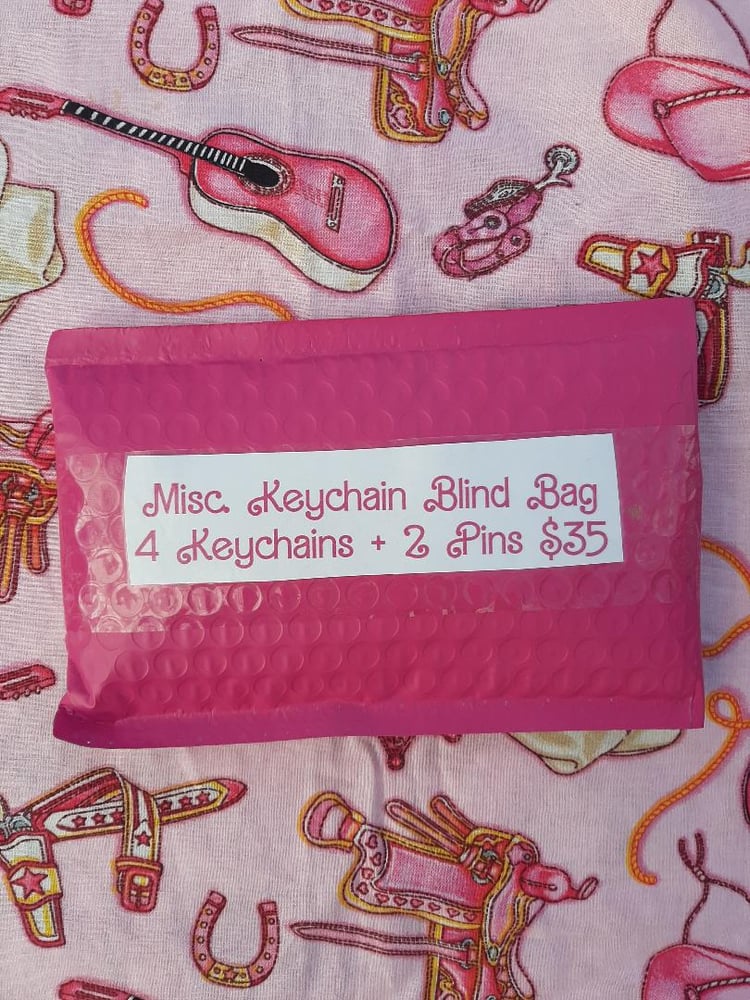 Misc. Keychain Blind Bag
4 Keychains + 2 Pins $35